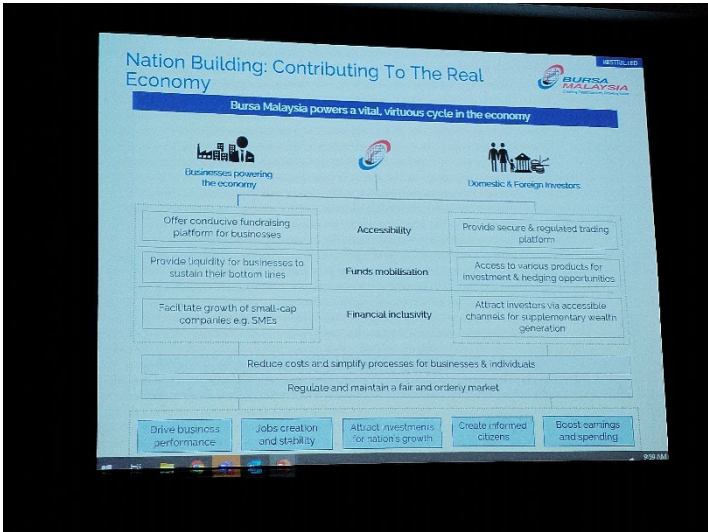 Nation Building: Contributing To The Real
Economy
BURSA
MALAYSIA
Bursa Malaysia powers a vital, virtuous cycle in the economy
Businesses powering
the economy
Domestic & Foreign Investors
Offer conducive fundraising
platform for businesses
Accessibility
Provide secure & regulated trading
platform
Provide liquidity for businesses to
sustain their bottom lines
Funds mobilisation
Access to various products for
investment & hedging opportunities
Facilitate growth of small-cap
companies e.g. SMEs
Financial inclusivity
Attract investors via accessible
channels for supplementary wealth
generation
Reduce costs and simplify processes for businesses & individuals
Regulate and maintain a fair and orderly market
Drive business
performance
Jobs creation
and stability
Attract investments
for nation's growth
Create informed
citizens
Boost earnings
and spending
9:59 AM